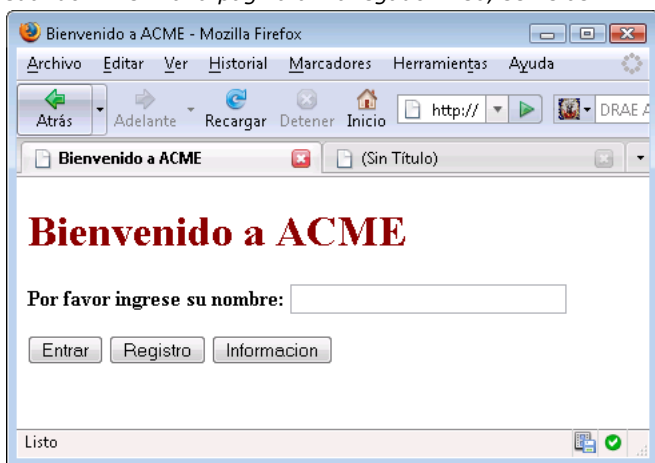 Bienvenido a ACME - Mozilla Firefox
Archivo Editar Ver Historial Marcadores Herramientas Ayuda
Atrás Adelante Recargar Detener Inicio http:// DRAE
Bienvenido a ACME (Sin Título)
Bienvenido a ACME
Por favor ingrese su nombre:
Entrar Registro Informacion
Listo